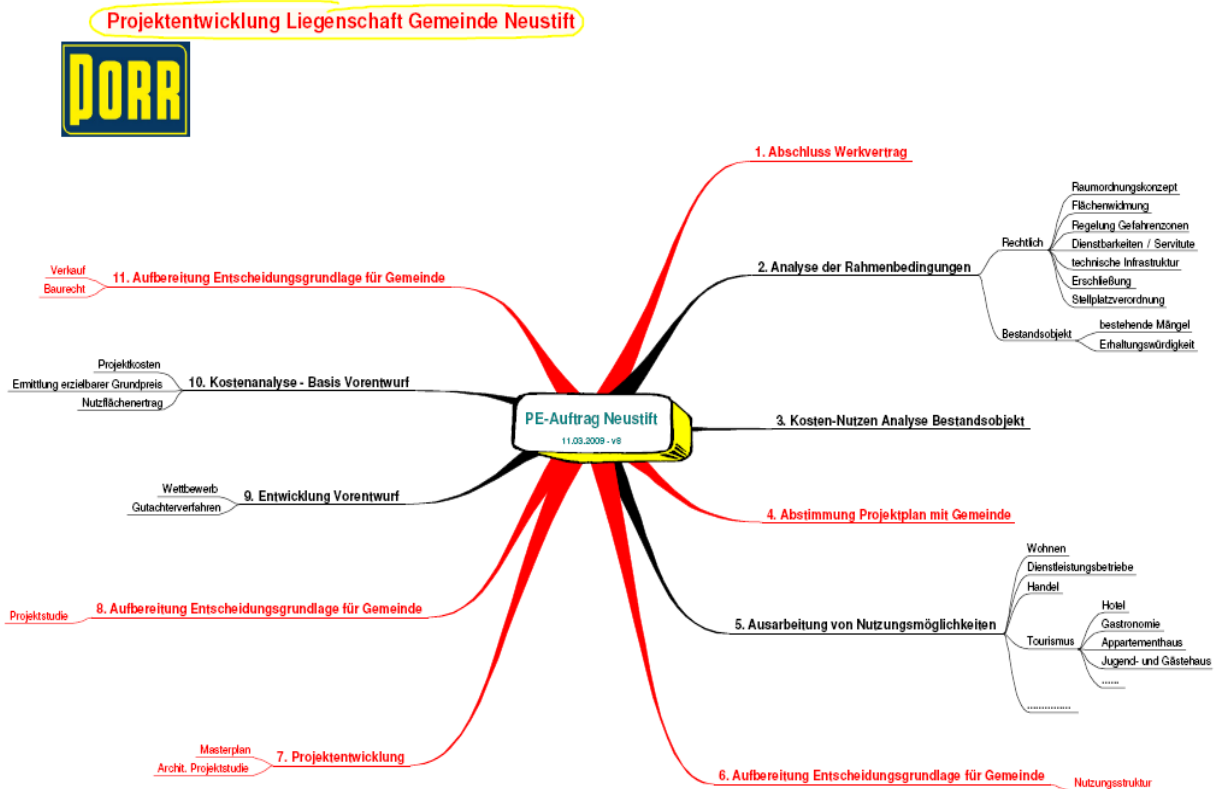 Projektentwicklung Liegenschaft Gemeinde Neustift
PORR
PE-Auftrag Neustift
11.03.2009 - v8
1. Abschluss Werkvertrag
2. Analyse der Rahmenbedingungen
Rechtlich
Raumordnungskonzept
Flächenwidmung
Regelung Gefahrenzonen
Dienstbarkeiten / Servitute
technische Infrastruktur
Erschließung
Stellplatzverordnung
Bestandsobjekt
bestehende Mängel
Erhaltungswürdigkeit
3. Kosten-Nutzen Analyse Bestandsobjekt
4. Abstimmung Projektplan mit Gemeinde
5. Ausarbeitung von Nutzungsmöglichkeiten
Wohnen
Dienstleistungsbetriebe
Handel
Tourismus
Hotel
Gastronomie
Appartementhaus
Jugend- und Gästehaus
......
...............
6. Aufbereitung Entscheidungsgrundlage für Gemeinde
Nutzungsstruktur
7. Projektentwicklung
Masterplan
Archit. Projektstudie
8. Aufbereitung Entscheidungsgrundlage für Gemeinde
Projektstudie
9. Entwicklung Vorentwurf
Wettbewerb
Gutachterverfahren
10. Kostenanalyse - Basis Vorentwurf
Projektkosten
Ermittlung erzielbarer Grundpreis
Nutzflächenertrag
11. Aufbereitung Entscheidungsgrundlage für Gemeinde
Verkauf
Baurecht